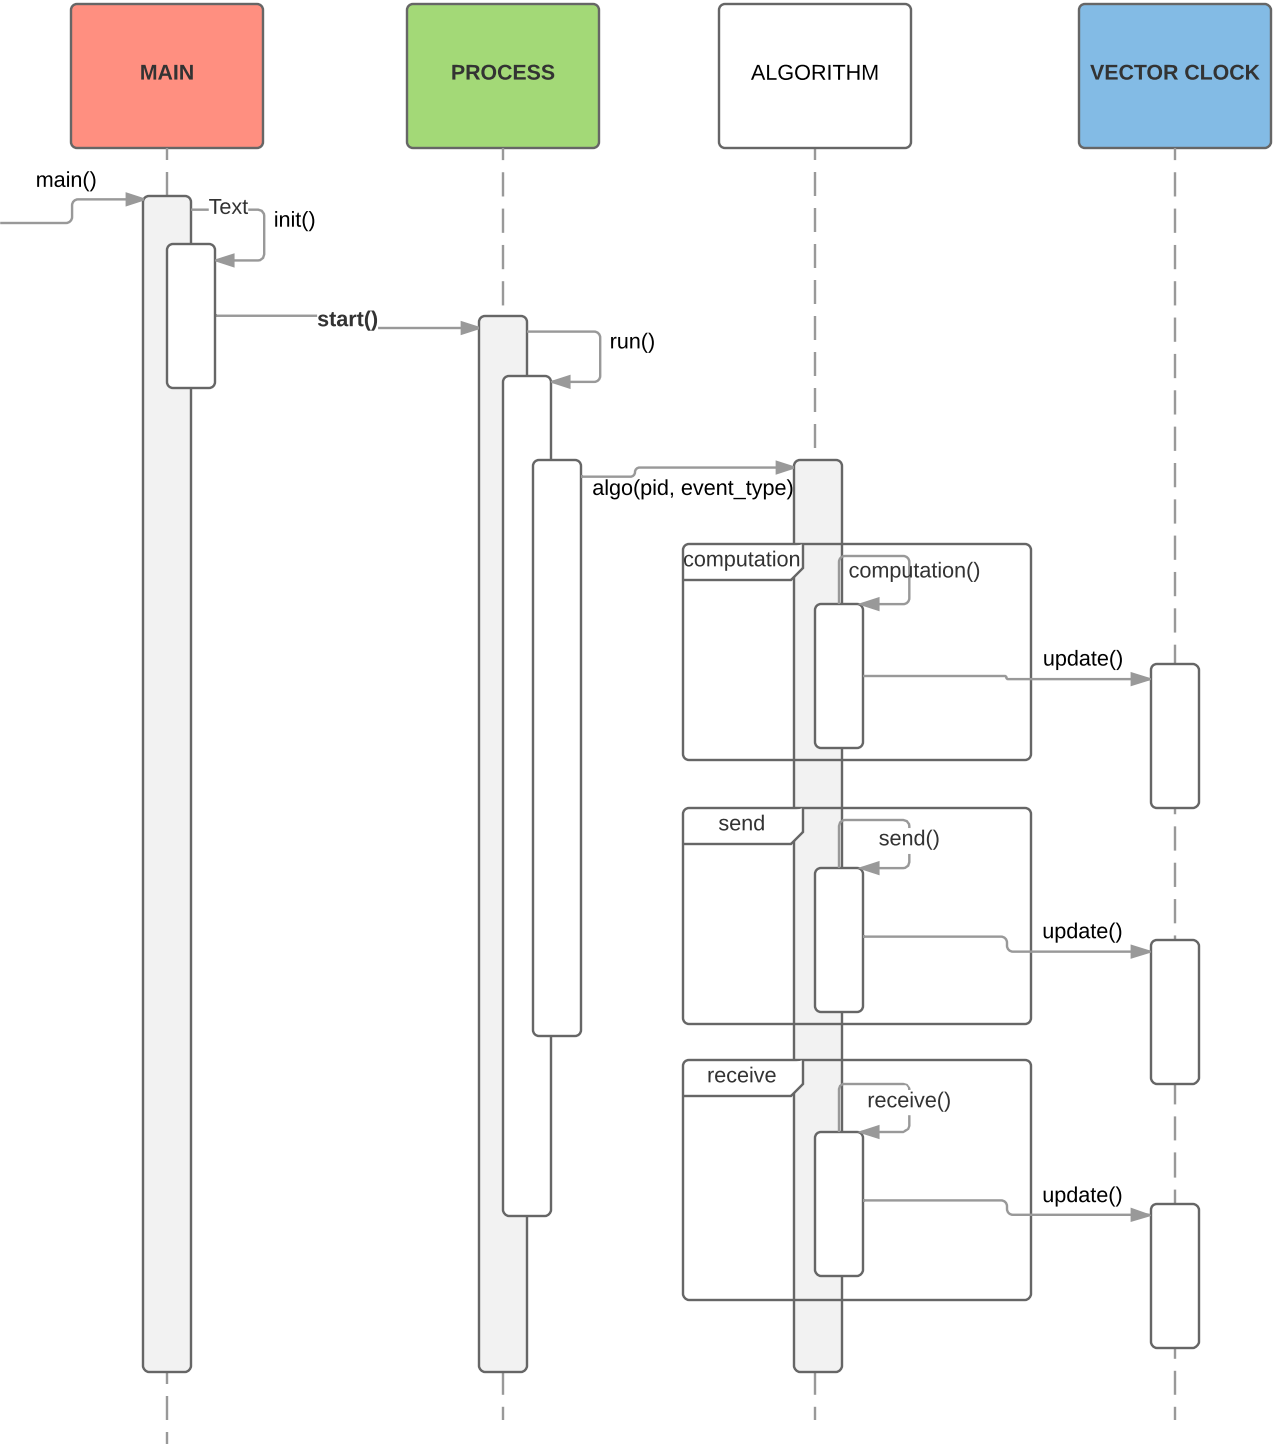 MAIN
PROCESS
ALGORITHM
VECTOR CLOCK
main()
Text
init()
start()
run()
algo(pid, event_type)
computation
computation()
update()
send
send()
update()
receive
receive()
update()